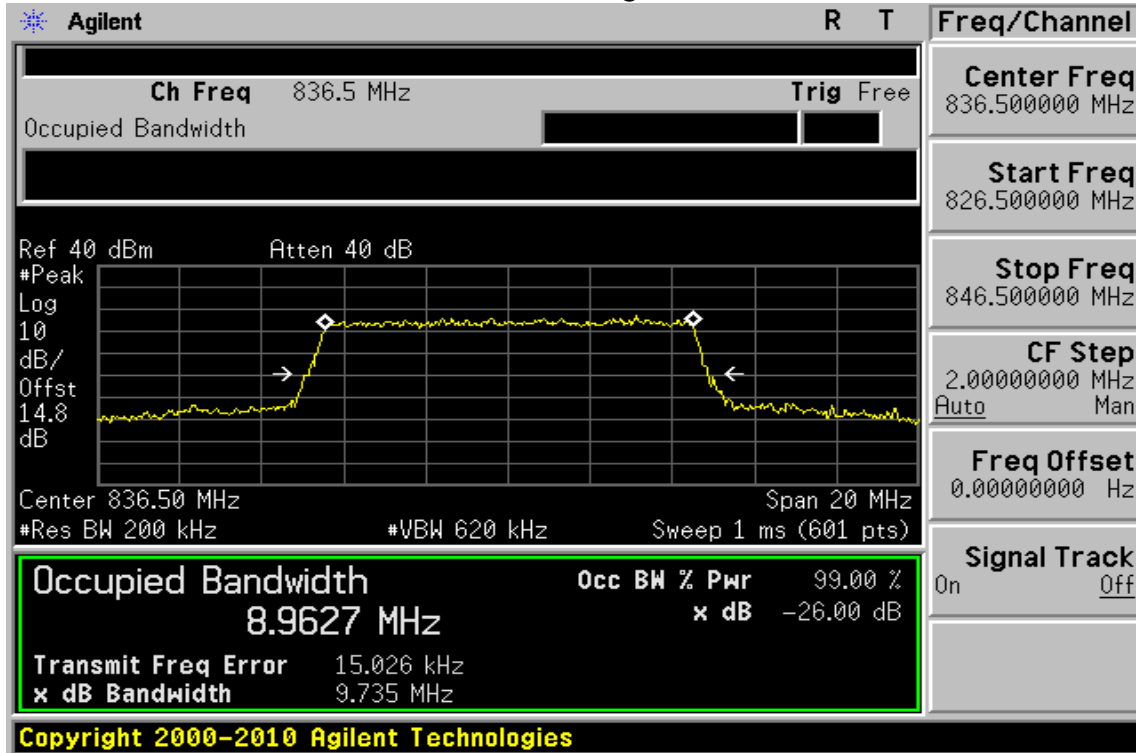 Agilent R T
Ch Freq 836.5 MHz Trig Free
Occupied Bandwidth
Ref 40 dBm Atten 40 dB
#Peak
Log
10
dB/
Offst
14.8
dB
Center 836.50 MHz Span 20 MHz
#Res BW 200 kHz #VBW 620 kHz Sweep 1 ms (601 pts)
Occupied Bandwidth Occ BW % Pwr 99.00 %
8.9627 MHz x dB -26.00 dB
Transmit Freq Error 15.026 kHz
x dB Bandwidth 9.735 MHz
Copyright 2000-2010 Agilent Technologies
Freq/Channel
Center Freq
836.500000 MHz
Start Freq
826.500000 MHz
Stop Freq
846.500000 MHz
CF Step
2.00000000 MHz
Auto Man
Freq Offset
0.00000000 Hz
Signal Track
On Off